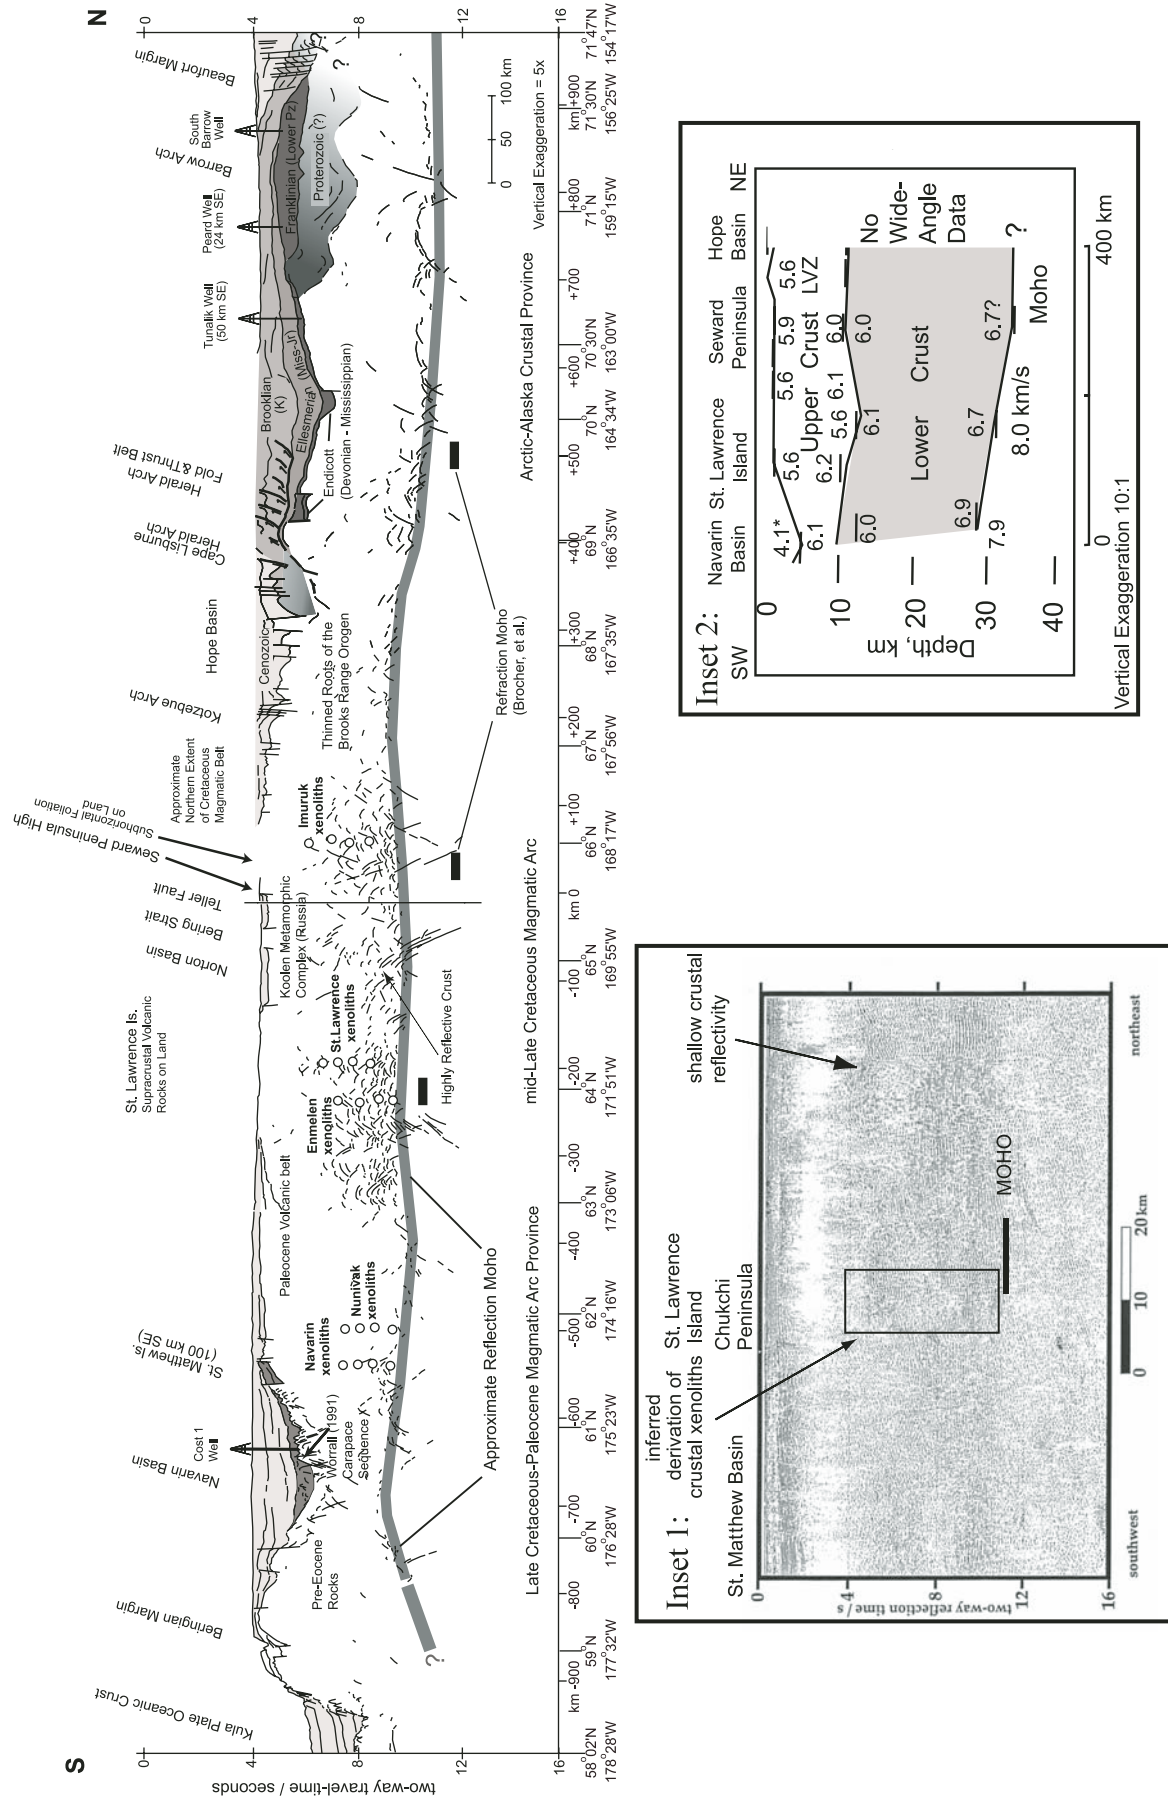 S
N
Kula Plate Oceanic Crust
Beringian Margin
Navarin Basin
Cost 1
Well
St. Matthew Is.
(100 km SE)
St. Lawrence Is.
Supracrustal Volcanic
Rocks on Land
Norton Basin
Bering Strait
Teller Fault
Seward Peninsula High
Subhorizontal Foliation
on Land
Approximate
Northern Extent
of Cretaceous
Magmatic Belt
Kotzebue Arch
Hope Basin
Cape Lisburne
Herald Arch
Herald Arch
Fold & Thrust Belt
Tunalik Well
(50 km SE)
Peard Well
(24 km SE)
Barrow Arch
South
Barrow
Well
Beaufort Margin
two-way travel-time / seconds
0
4
8
12
16
0
4
8
12
16
Pre-Eocene
Rocks
Worrall (1991)
Carapace
Sequence
Navarin
xenoliths
Nunivak
xenoliths
Paleocene Volcanic belt
Enmelen
xenoliths
St.Lawrence
xenoliths
Koolen Metamorphic
Complex (Russia)
Imuruk
xenoliths
Thinned Roots of the
Brooks Range Orogen
Cenozoic
Brooklian
(K)
Ellesmerian (Miss-Jr)
Endicott
(Devonian - Mississippian)
Franklinian (Lower Pz)
Proterozoic (?)
?
?
?
?
Highly Reflective Crust
Approximate Reflection Moho
Refraction Moho
(Brocher, et al.)
0 50 100 km
Vertical Exaggeration = 5x
Late Cretaceous-Paleocene Magmatic Arc Province
mid-Late Cretaceous Magmatic Arc
Arctic-Alaska Crustal Province
km -900 -800 -700 -600 -500 -400 -300 -200 -100 km 0 +100 +200 +300 +400 +500 +600 +700 +800 km+900
58°02'N 59°N 60°N 61°N 62°N 63°N 64°N 65°N 66°N 67°N 68°N 69°N 70°N 70°30'N 71°N 71°30'N 71°47'N
178°28'W 177°32'W 176°28'W 175°23'W 174°16'W 173°06'W 171°51'W 169°55'W 168°17'W 167°56'W 167°35'W 166°35'W 164°34'W 163°00'W 159°15'W 156°25'W 154°17'W
Inset 1:
inferred
derivation of
crustal xenoliths
St. Matthew Basin
St. Lawrence
Island
Chukchi
Peninsula
shallow crustal
reflectivity
two-way reflection time / s
0
4
8
12
16
MOHO
southwest
northeast
0 10 20 km
Inset 2:
SW
Navarin
Basin
St. Lawrence
Island
Seward
Peninsula
Hope
Basin
NE
Depth, km
0
10
20
30
40
4.1*
5.6
5.6
5.9
5.6
6.1
Upper Crust
LVZ
6.2
5.6
6.1
6.0
6.0
6.1
6.0
Lower Crust
No
Wide-
Angle
Data
6.9
6.7
6.7?
?
7.9
8.0 km/s
Moho
0
400 km
Vertical Exaggeration 10:1